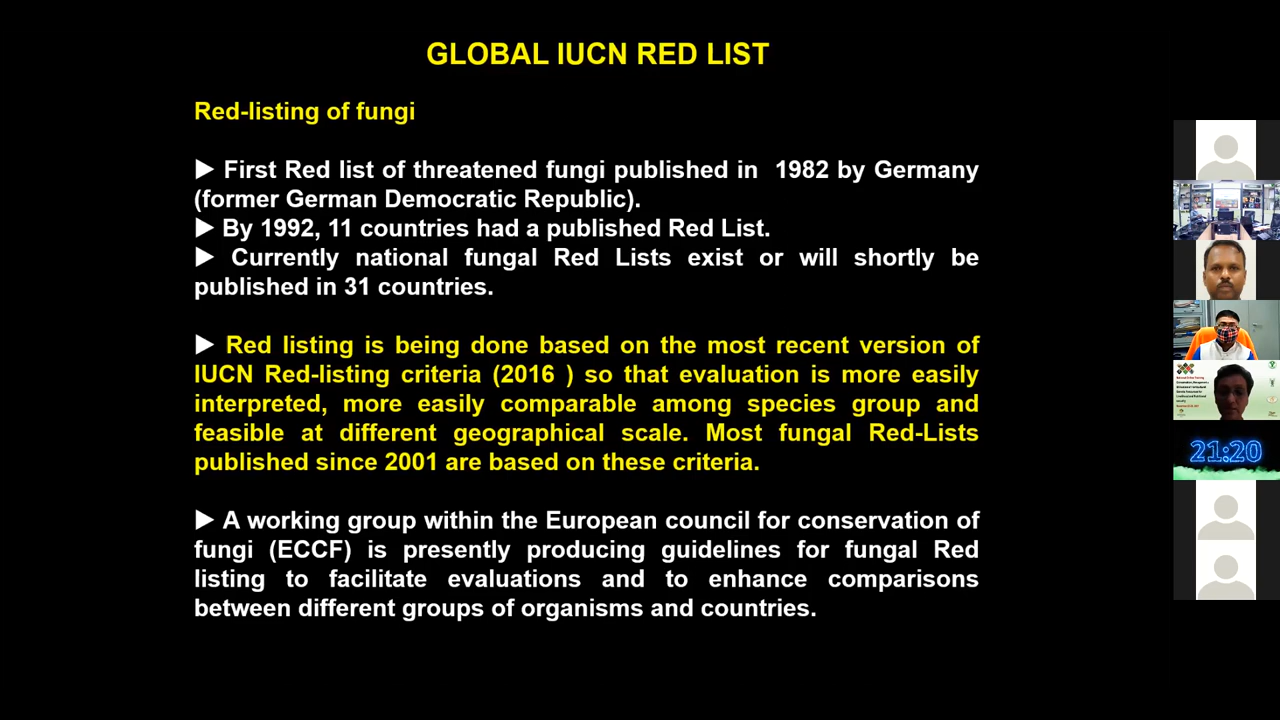 GLOBAL IUCN RED LIST
Red-listing of fungi
► First Red list of threatened fungi published in 1982 by Germany
(former German Democratic Republic).
► By 1992, 11 countries had a published Red List.
► Currently national fungal Red Lists exist or will shortly be
published in 31 countries.
► Red listing is being done based on the most recent version of
IUCN Red-listing criteria (2016 ) so that evaluation is more easily
interpreted, more easily comparable among species group and
feasible at different geographical scale. Most fungal Red-Lists
published since 2001 are based on these criteria.
► A working group within the European council for conservation of
fungi (ECCF) is presently producing guidelines for fungal Red
listing to facilitate evaluations and to enhance comparisons
between different groups of organisms and countries.
21:20